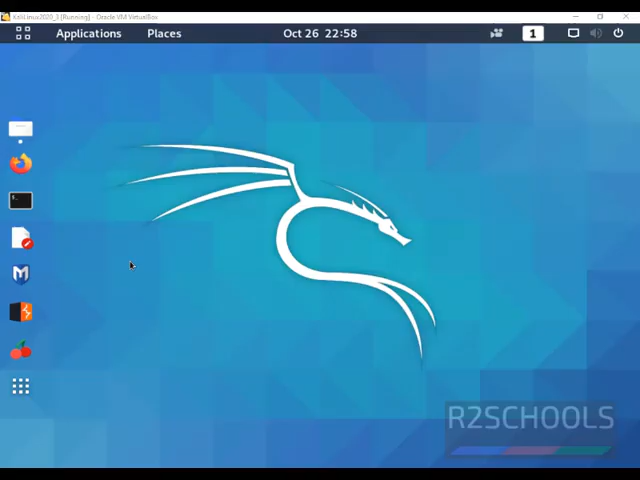 KaliLinux2020_3 [Running] - Oracle VM VirtualBox
Applications Places Oct 26 22:58 1
R2SCHOOLS